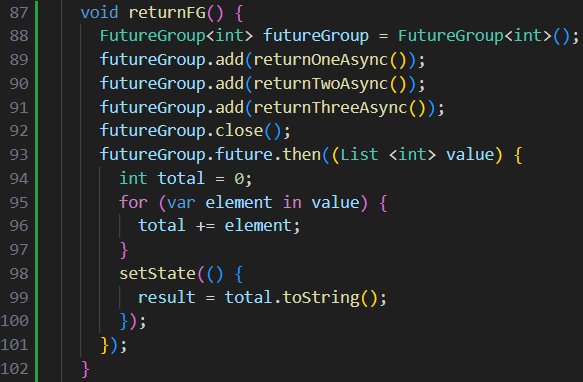 87 void returnFG() {
88 FutureGroup<int> futureGroup = FutureGroup<int>();
89 futureGroup.add(returnOneAsync());
90 futureGroup.add(returnTwoAsync());
91 futureGroup.add(returnThreeAsync());
92 futureGroup.close();
93 futureGroup.future.then((List <int> value) {
94 int total = 0;
95 for (var element in value) {
96 total += element;
97 }
98 setState(() {
99 result = total.toString();
100 });
101 });
102 }